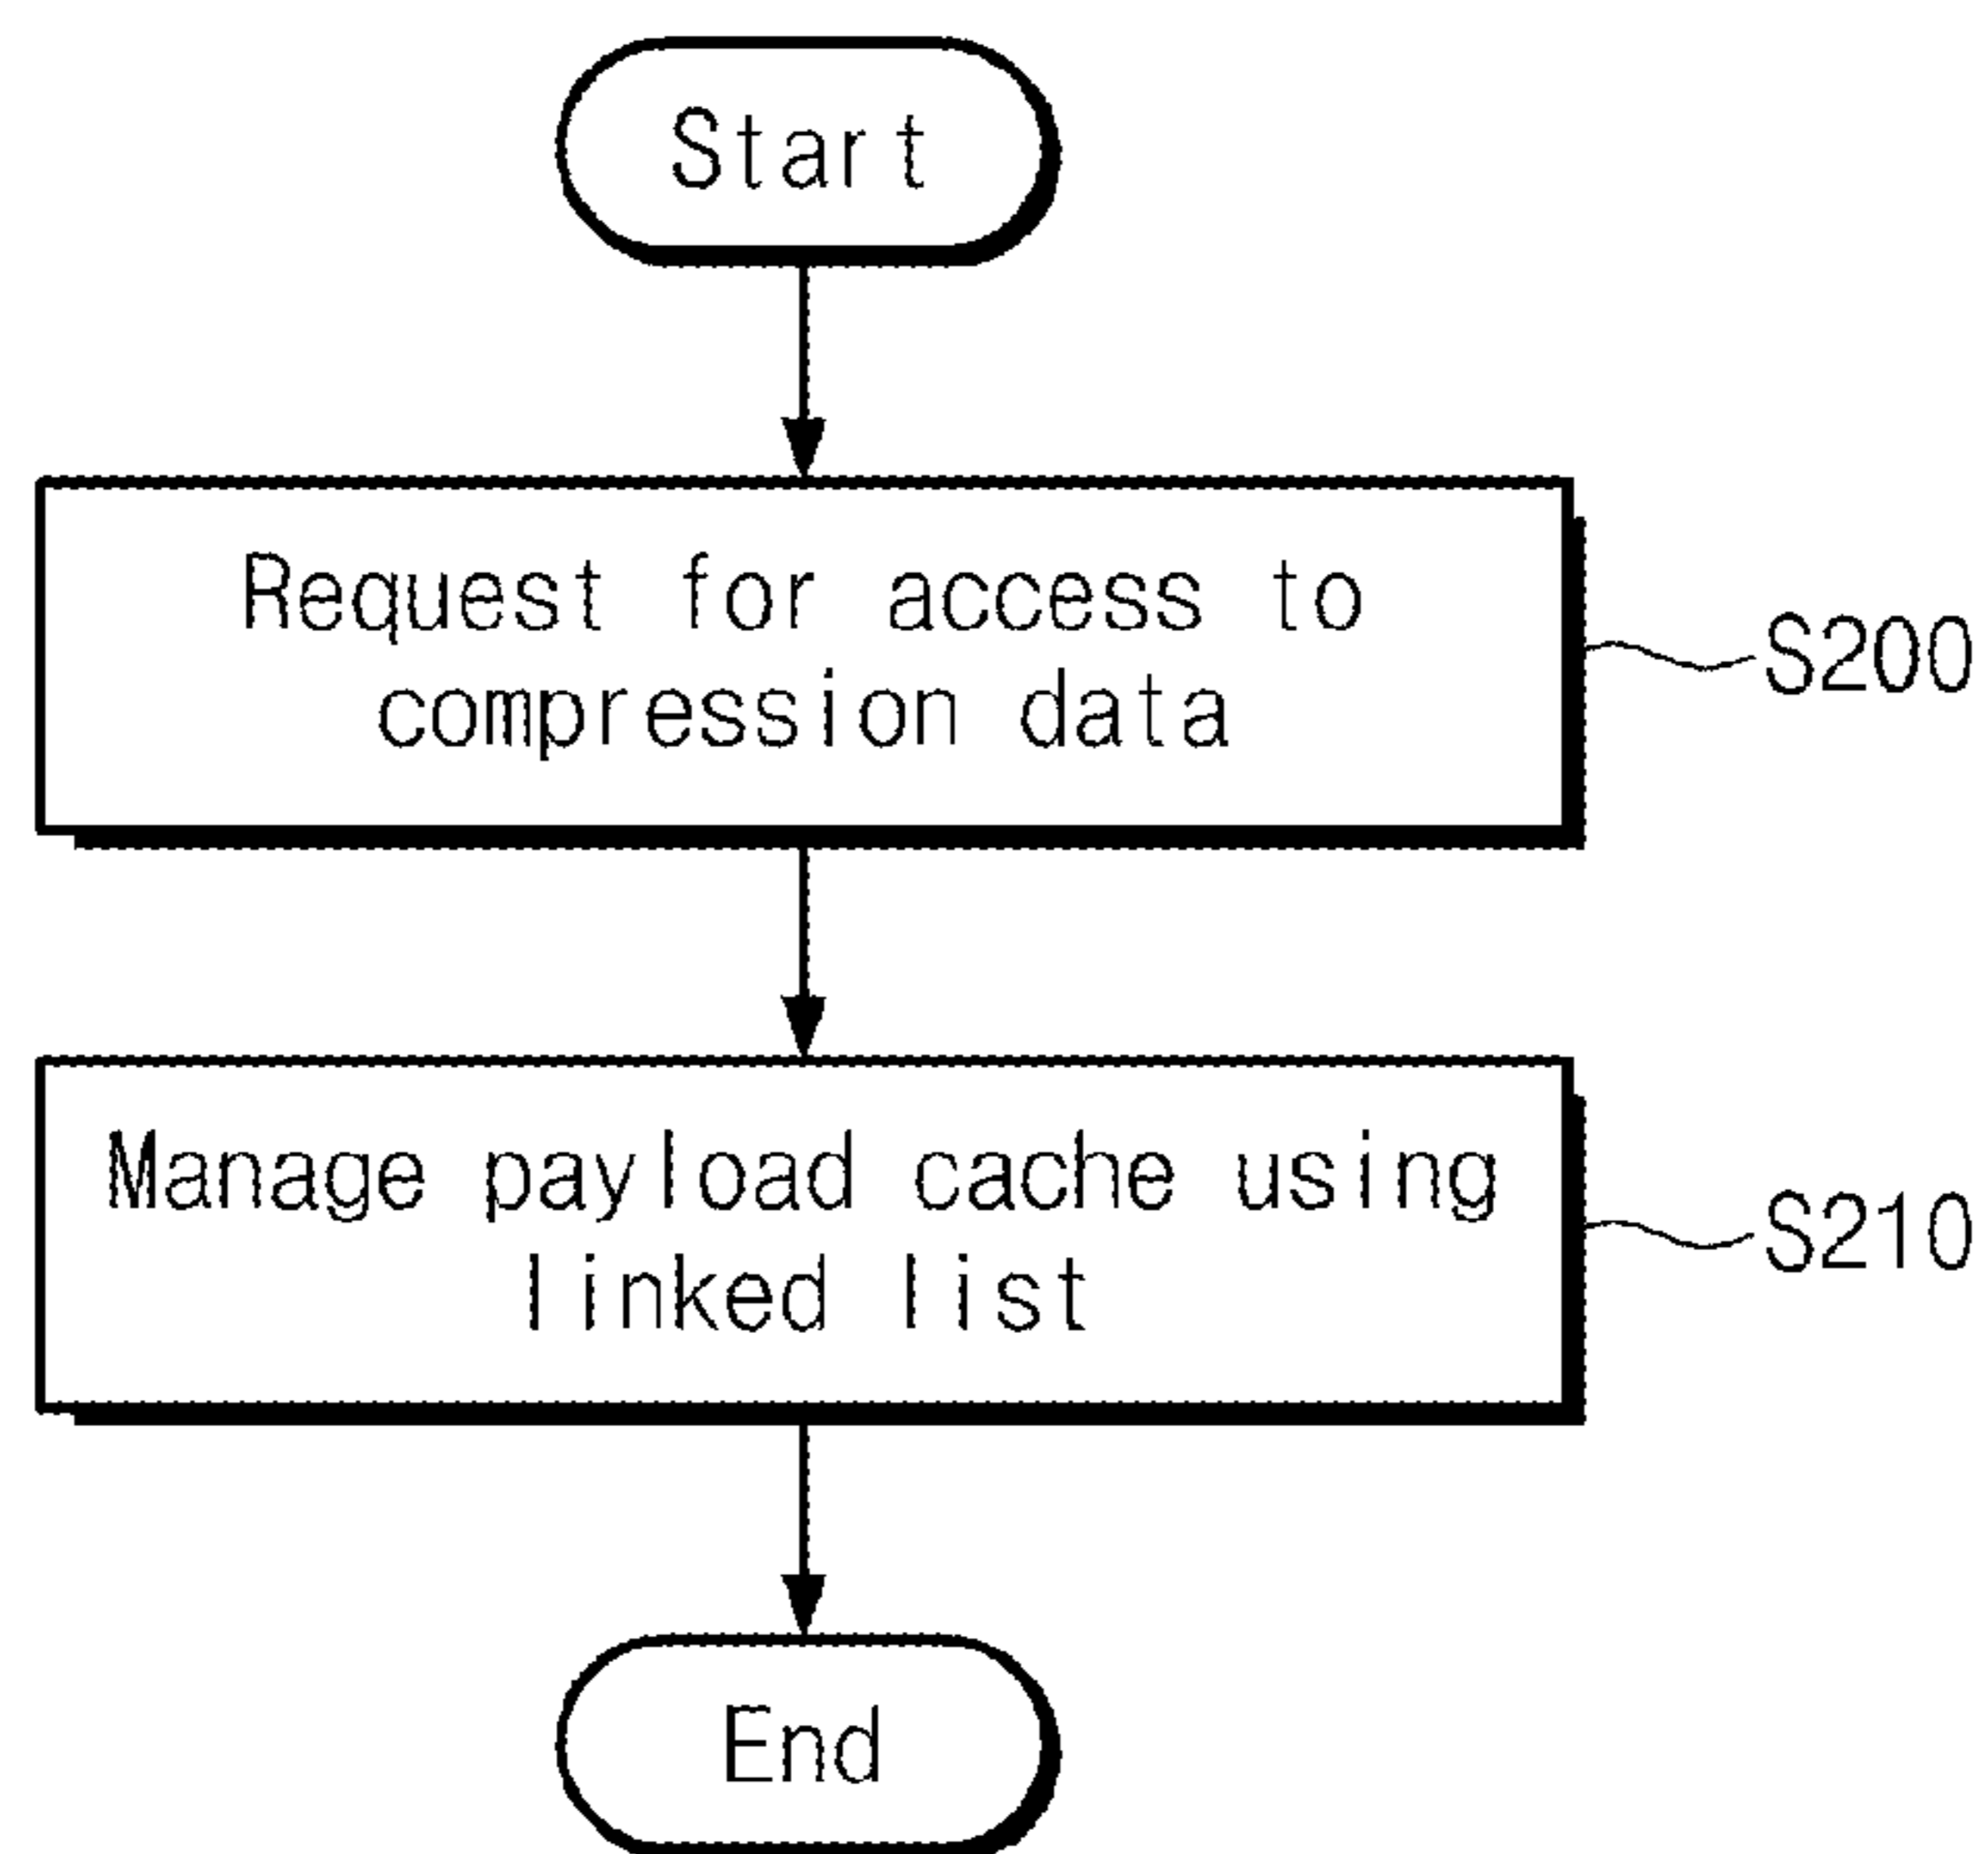 Start
Request for access to
compression data
S200
Manage payload cache using
linked list
S210
End